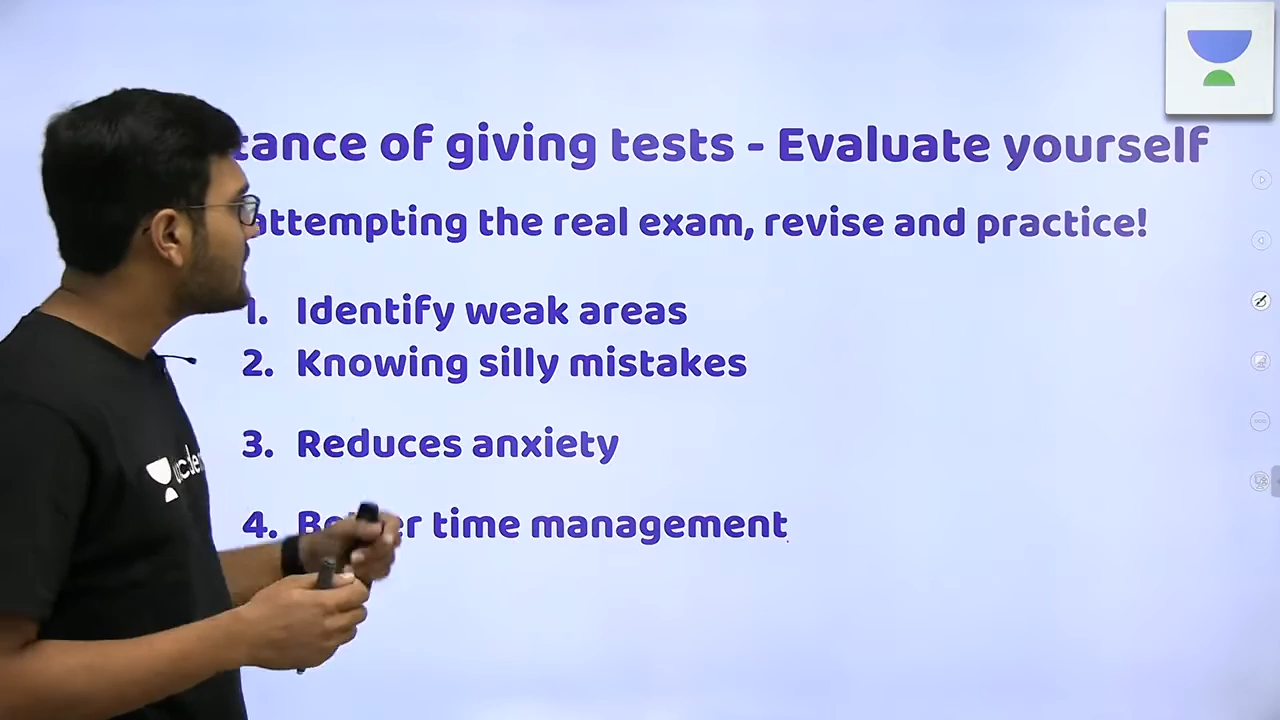 tance of giving tests - Evaluate yourself
attempting the real exam, revise and practice!
1. Identify weak areas
2. Knowing silly mistakes
3. Reduces anxiety
4. Better time management